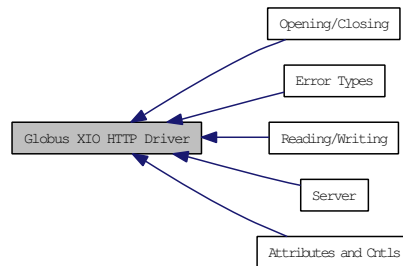 Opening/Closing
Error Types
Globus XIO HTTP Driver
Reading/Writing
Server
Attributes and Cntls